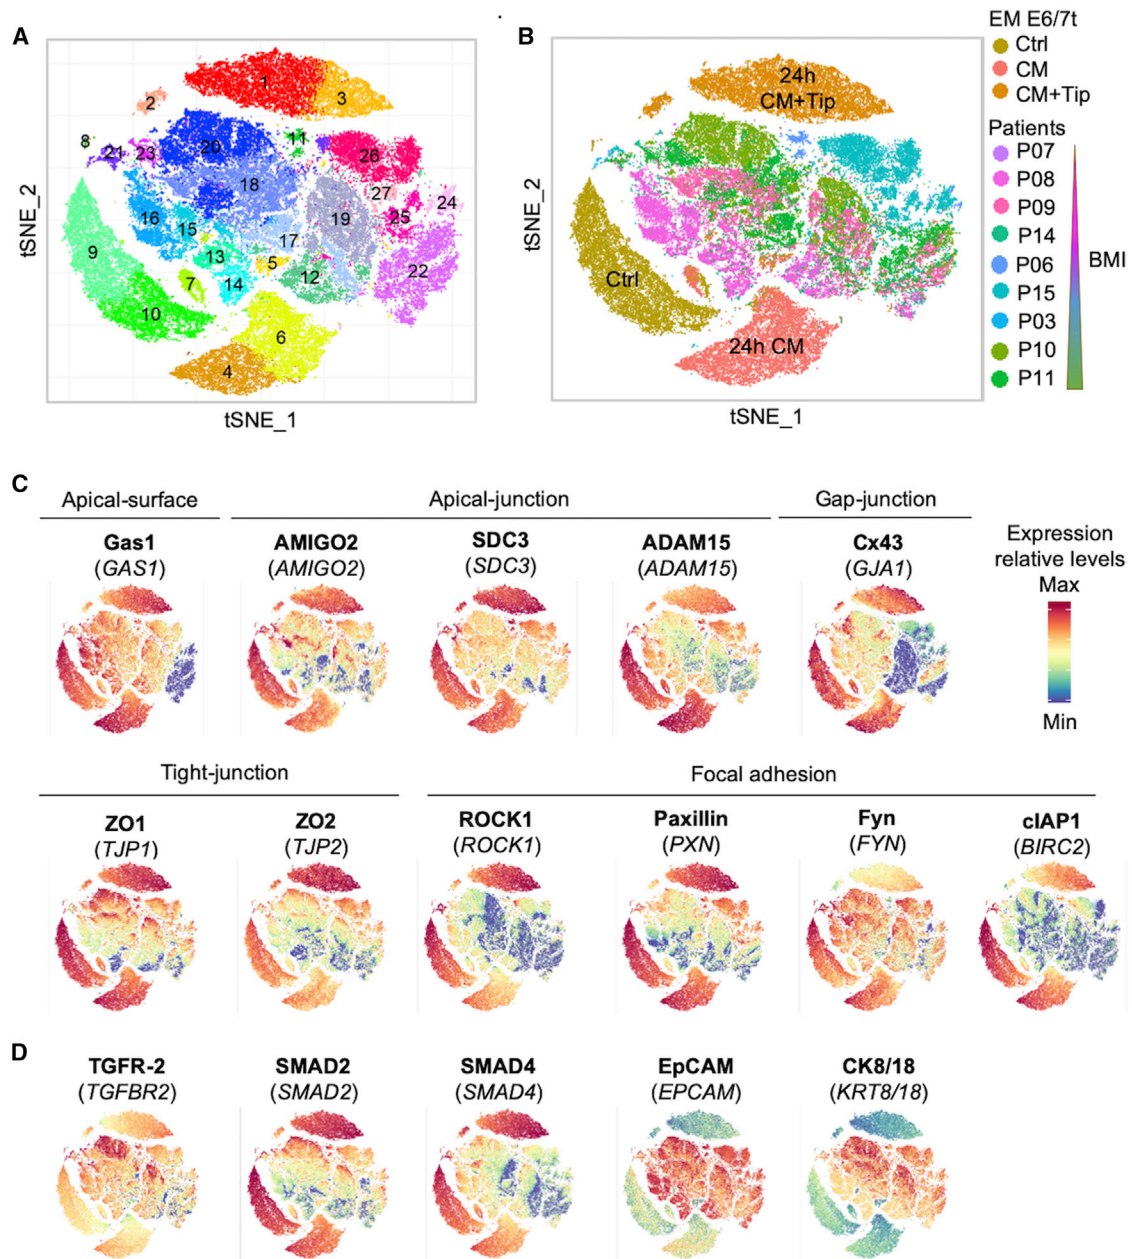 A
1
2
3
8
21
23
20
11
26
18
27
24
16
15
19
25
17
9
13
5
12
22
7
14
10
6
4
tSNE_2
tSNE_1
B
24h
CM+Tip
Ctrl
24h CM
tSNE_2
tSNE_1
EM E6/7t
Ctrl
CM
CM+Tip
Patients
P07
P08
P09
P14
P06
P15
P03
P10
P11
BMI
C
Apical-surface
Apical-junction
Gap-junction
Gas1
(GAS1)
AMIGO2
(AMIGO2)
SDC3
(SDC3)
ADAM15
(ADAM15)
Cx43
(GJA1)
Expression
relative levels
Max
Min
Tight-junction
Focal adhesion
ZO1
(TJP1)
ZO2
(TJP2)
ROCK1
(ROCK1)
Paxillin
(PXN)
Fyn
(FYN)
cIAP1
(BIRC2)
D
TGFR-2
(TGFBR2)
SMAD2
(SMAD2)
SMAD4
(SMAD4)
EpCAM
(EPCAM)
CK8/18
(KRT8/18)